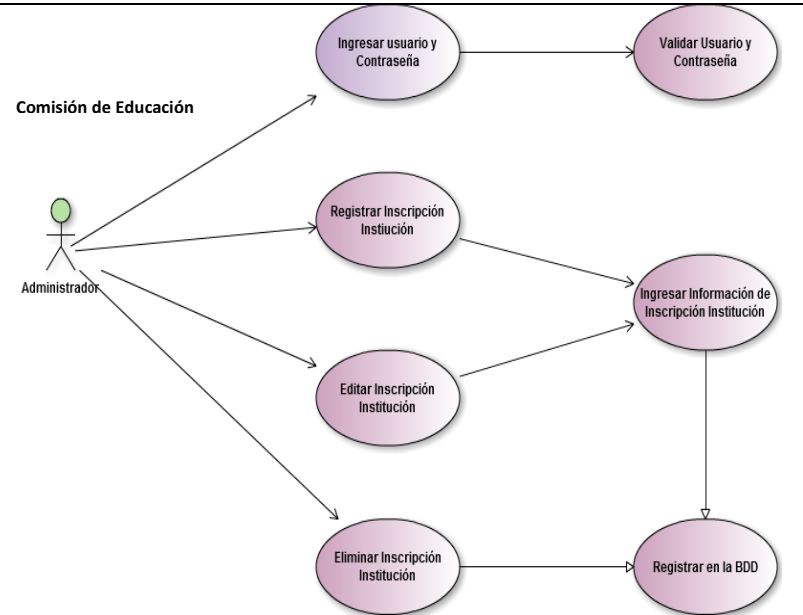 Ingresar usuario y
Contraseña
Validar Usuario y
Contraseña
Comisión de Educación
Registrar Inscripción
Instiución
Administrador
Ingresar Información de
Inscripción Institución
Editar Inscripción
Institución
Eliminar Inscripción
Institución
Registrar en la BDD